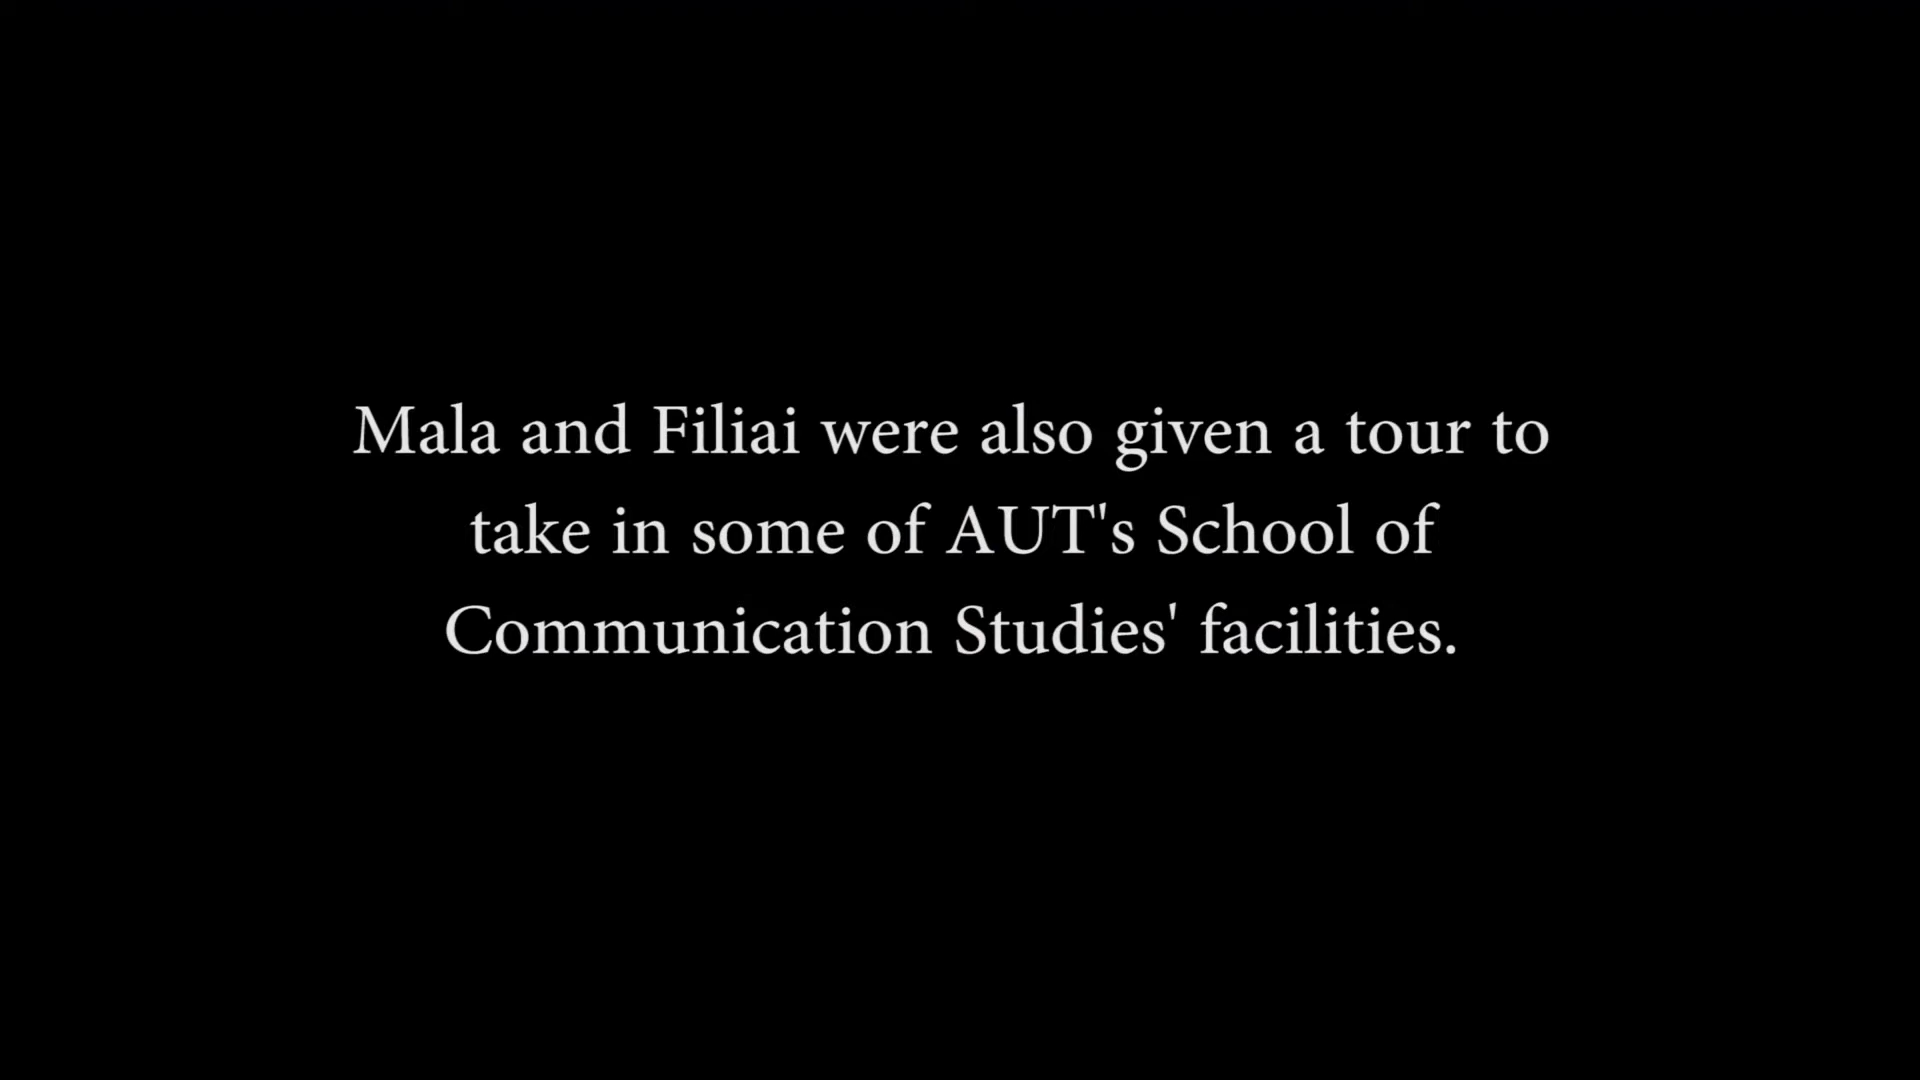 Mala and Filiai were also given a tour to
take in some of AUT's School of
Communication Studies' facilities.